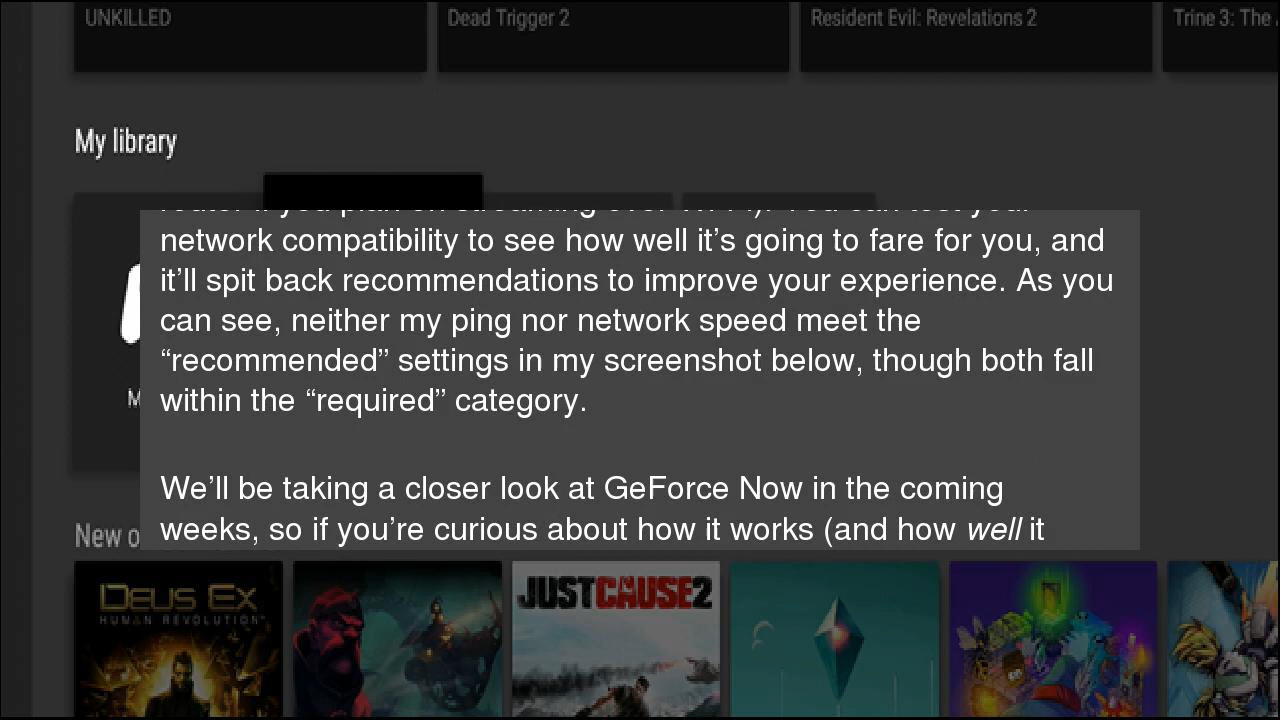 UNKILLED
Dead Trigger 2
Resident Evil: Revelations 2
Trine 3: The
My library
network compatibility to see how well it’s going to fare for you, and
it’ll spit back recommendations to improve your experience. As you
can see, neither my ping nor network speed meet the
“recommended” settings in my screenshot below, though both fall
within the “required” category.
We’ll be taking a closer look at GeForce Now in the coming
weeks, so if you’re curious about how it works (and how well it
New o
DEUS EX
HUMAN REVOLUTION
JUST CAUSE 2